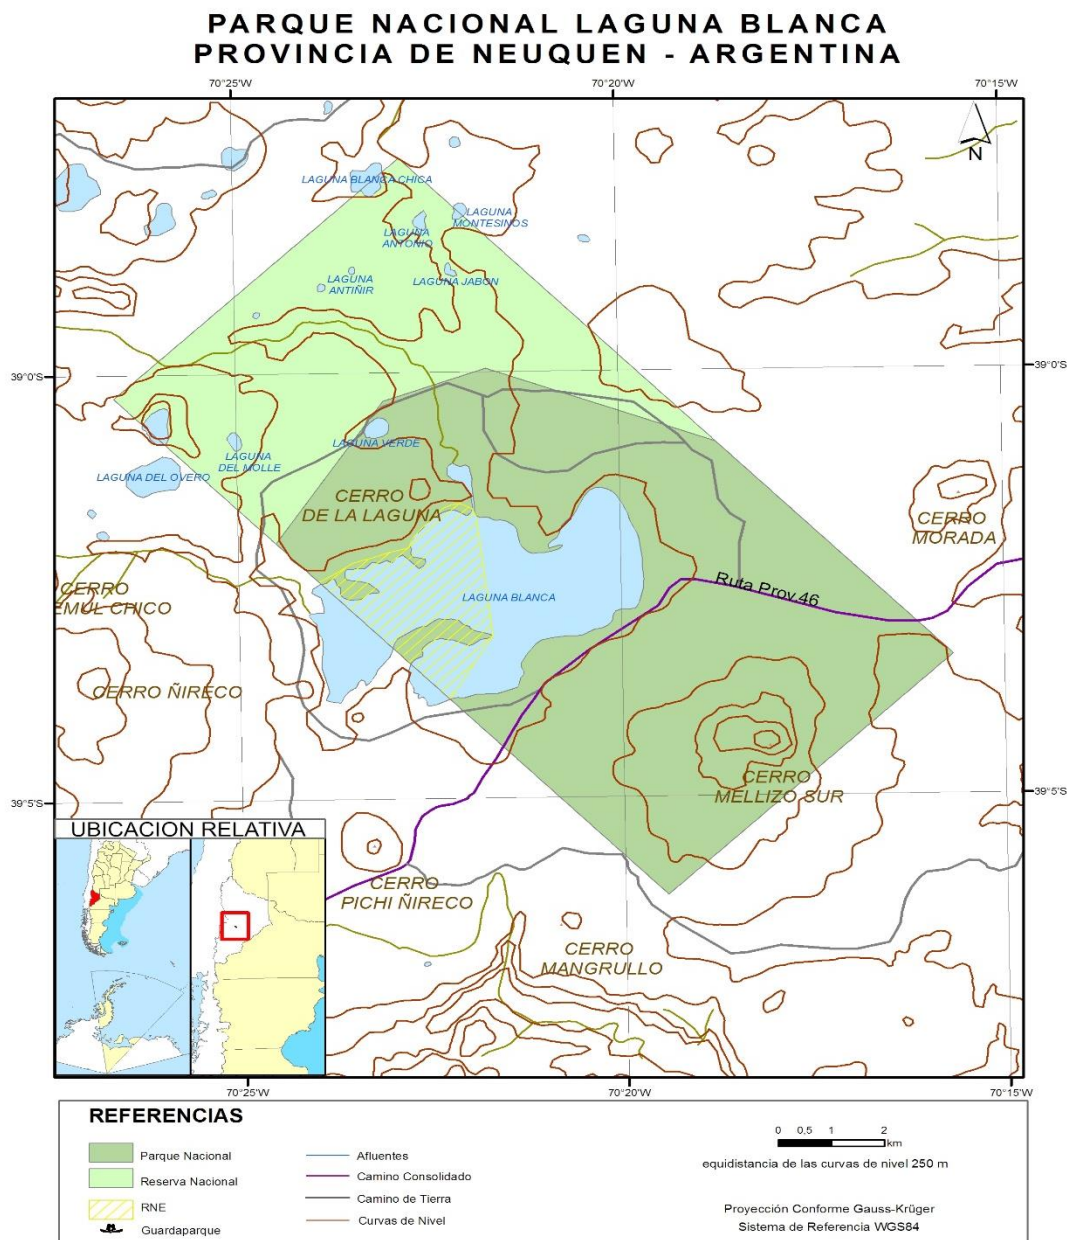 PARQUE NACIONAL LAGUNA BLANCA
PROVINCIA DE NEUQUEN - ARGENTINA
70°25'W
70°20'W
70°15'W
N
LAGUNA BLANCA CHICA
LAGUNA
MONTESINOS
LAGUNA
ANTONIO
LAGUNA
ANTIÑIR
LAGUNA JABON
39°0'S
39°0'S
LAGUNA VERDE
LAGUNA
DEL MOLLE
LAGUNA DEL OVERO
CERRO
DE LA LAGUNA
CERRO
MORADA
Ruta Prov.46
CERRO
EMUL CHICO
LAGUNA BLANCA
CERRO ÑIRECO
CERRO
MELLIZO SUR
39°5'S
39°5'S
UBICACION RELATIVA
CERRO
PICHI ÑIRECO
CERRO
MANGRULLO
70°25'W
70°20'W
70°15'W
REFERENCIAS
Parque Nacional
Reserva Nacional
RNE
Guardaparque
Afluentes
Camino Consolidado
Camino de Tierra
Curvas de Nivel
0 0,5 1 2
km
equidistancia de las curvas de nivel 250 m
Proyección Conforme Gauss-Krüger
Sistema de Referencia WGS84